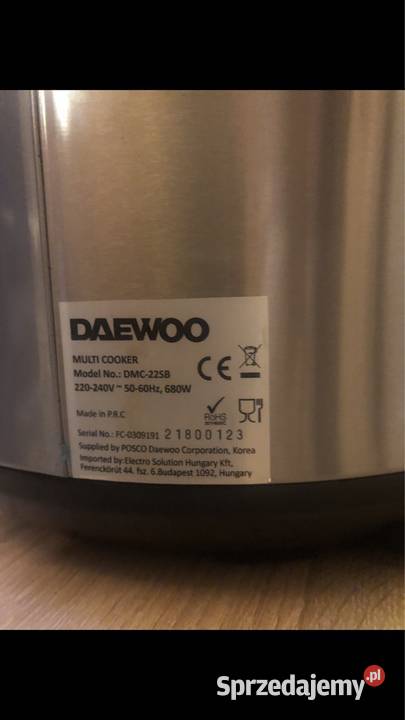 DAEWOO
MULTI COOKER
Model No.: DMC-22SB
220-240V ~ 50-60Hz, 680W
CE
Made in P.R.C
RoHS
Serial No.: FC-0309191 21800123
Supplied by POSCO Daewoo Corporation, Korea
Imported by:Electro Solution Hungary Kft,
Ferenckörút 44. fsz. 6.Budapest 1092, Hungary
Sprzedajemy.pl